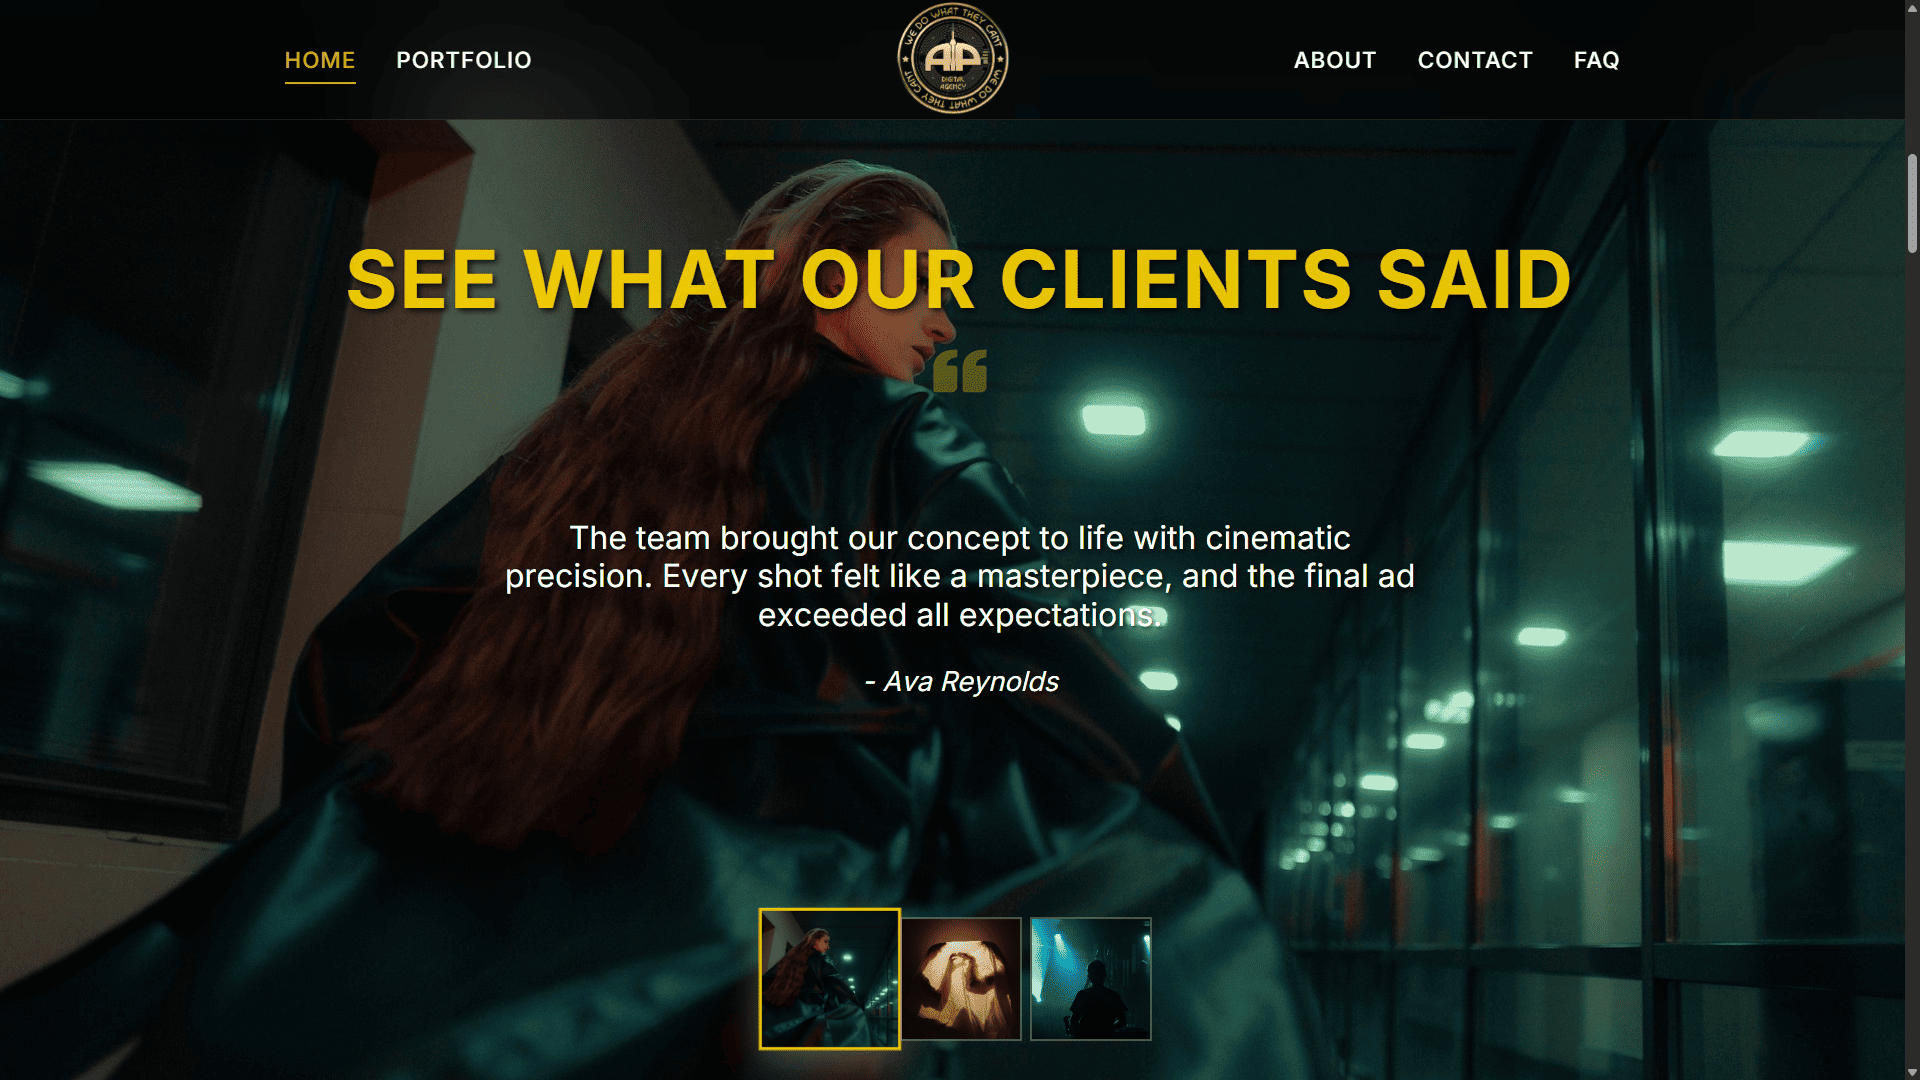 HOME
PORTFOLIO
WE DO WHAT THEY CANT
WE DO WHAT THEY CANT
AP
DIGITAL
AGENCY
ABOUT
CONTACT
FAQ
SEE WHAT OUR CLIENTS SAID
“
The team brought our concept to life with cinematic
precision. Every shot felt like a masterpiece, and the final ad
exceeded all expectations.
- Ava Reynolds